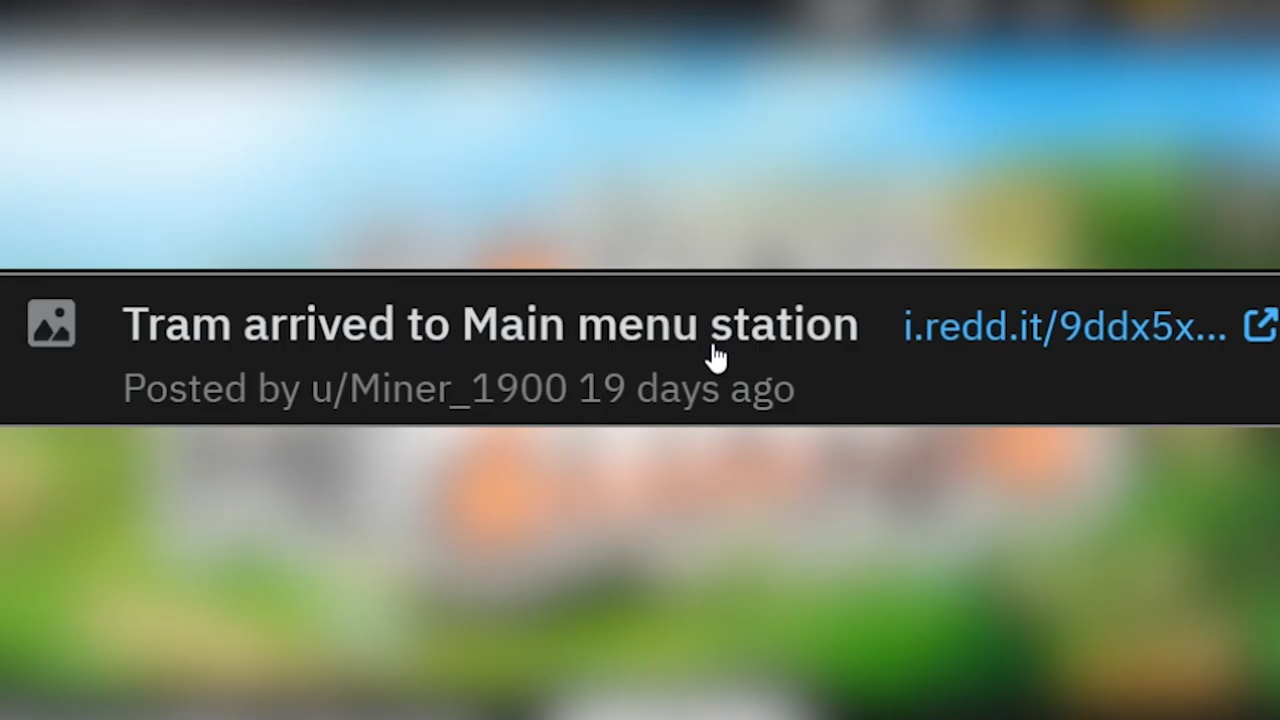 Tram arrived to Main menu station i.redd.it/9ddx5x...
Posted by u/Miner_1900 19 days ago